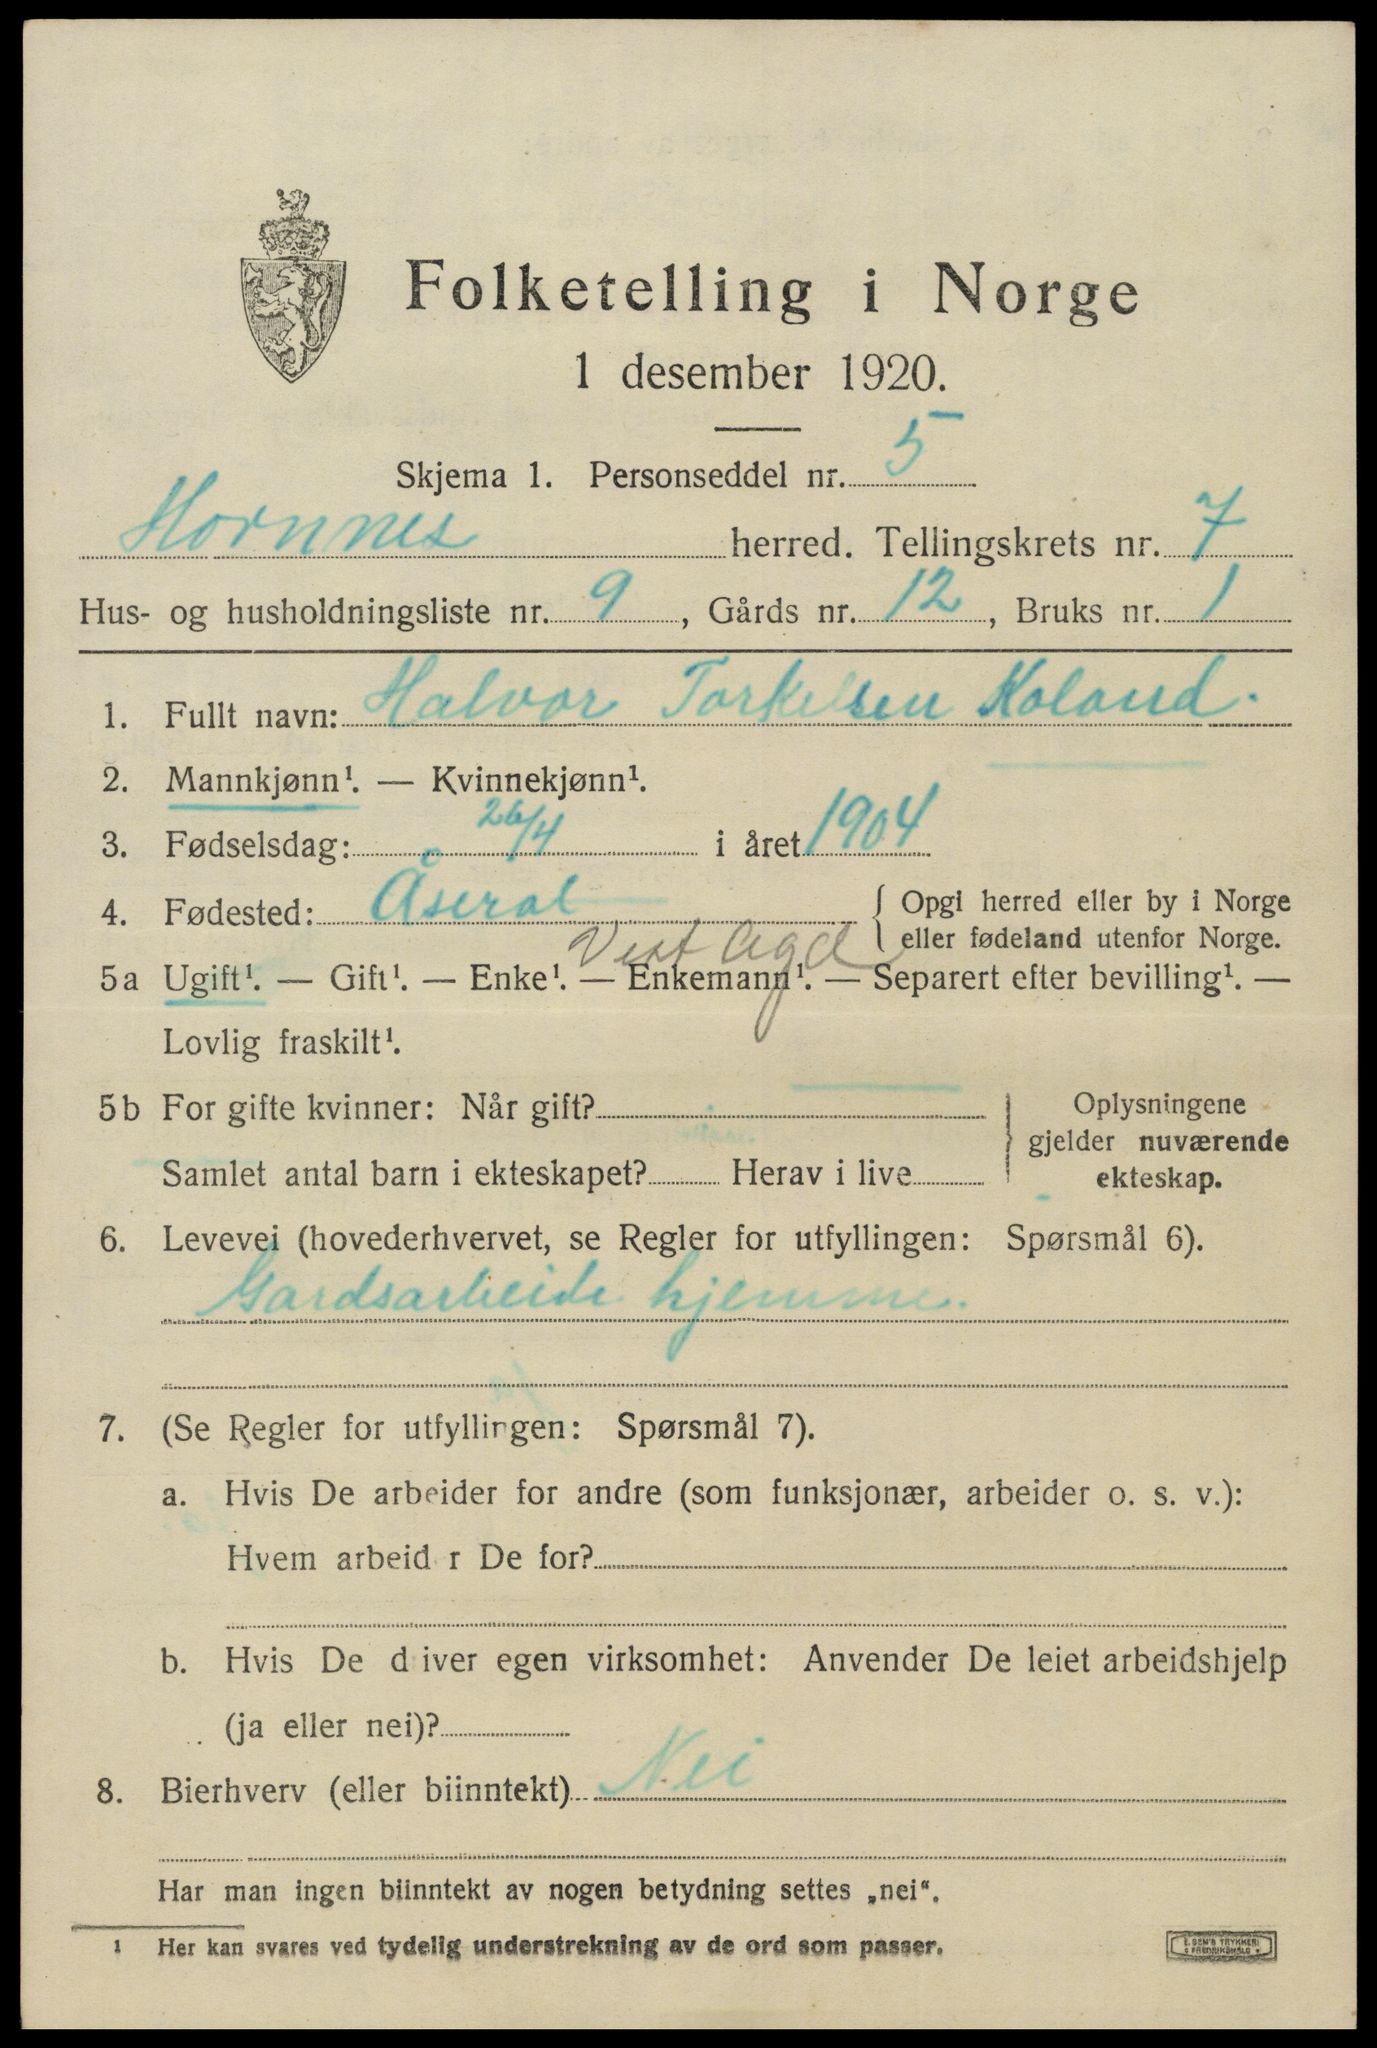 Folketelling i Norge
1 desember 1920.
Skjema 1. Personseddel nr. 5
Hornnes herred. Tellingskrets nr. 7
Hus- og husholdningsliste nr. 9, Gårds nr. 12, Bruks nr. 1
1. Fullt navn: Halvor Torkelsen Koland.
2. Mannkjønn¹. — Kvinnekjønn¹.
3. Fødselsdag: 26/4 i året 1904
4. Fødested: Åseral { Opgi herred eller by i Norge
eller fødeland utenfor Norge.
Vest Agd
5a Ugift¹. — Gift¹. — Enke¹. — Enkemann¹. — Separert efter bevilling¹. —
Lovlig fraskilt¹.
5b For gifte kvinner: Når gift? Oplysningene
gjelder nuværende
Samlet antal barn i ekteskapet? Herav i live ekteskap.
6. Levevei (hovederhvervet, se Regler for utfyllingen: Spørsmål 6).
Gardsarbeide hjemme.
7. (Se Regler for utfyllingen: Spørsmål 7).
a. Hvis De arbeider for andre (som funksjonær, arbeider o. s. v.):
Hvem arbeid r De for?
b. Hvis De d iver egen virksomhet: Anvender De leiet arbeidshjelp
(ja eller nei)?
8. Bierhverv (eller biinntekt) Nei
Har man ingen biinntekt av nogen betydning settes „nei“.
1 Her kan svares ved tydelig understrekning av de ord som passer.
E. SEM'S TRYKKERI
FREDRIKSHALD